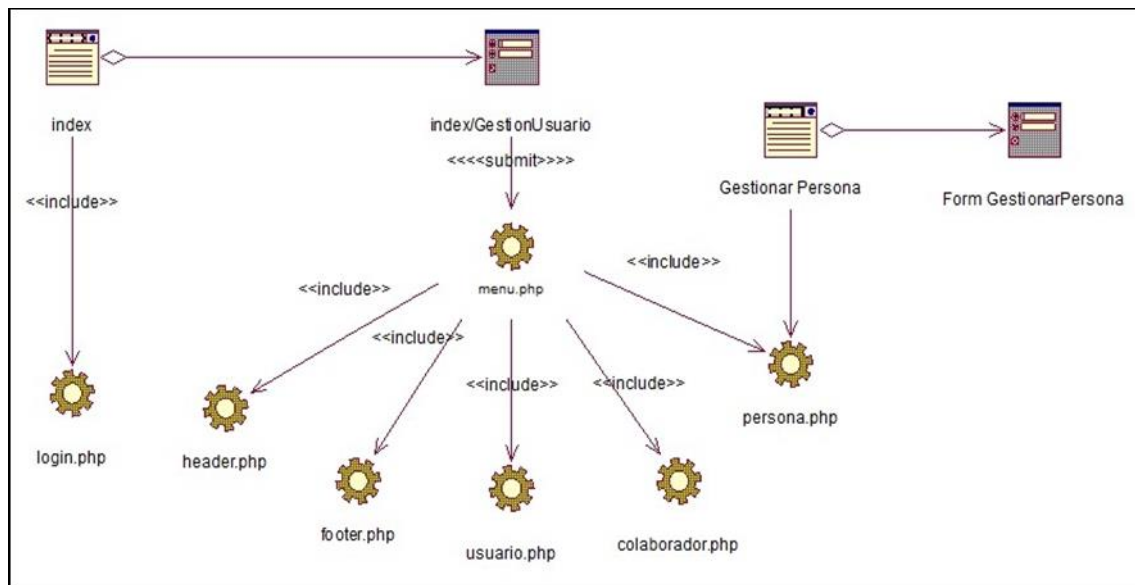 index
index/GestionUsuario
<<<<submit>>>>
<<include>>
Gestionar Persona
Form GestionarPersona
<<include>>
menu.php
<<include>>
<<include>>
<<include>>
<<include>>
persona.php
login.php
header.php
footer.php
usuario.php
colaborador.php